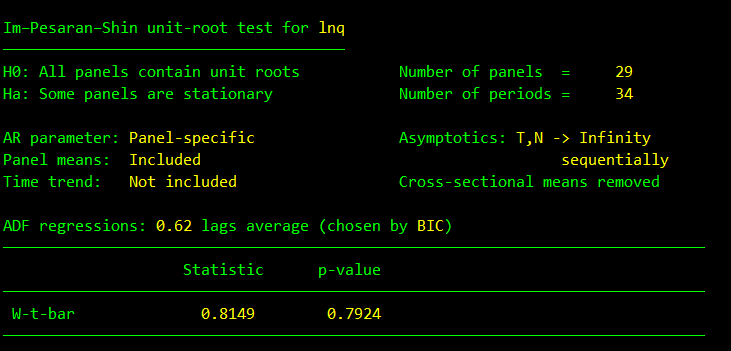 Im–Pesaran–Shin unit-root test for lnq
H0: All panels contain unit roots Number of panels = 29
Ha: Some panels are stationary Number of periods = 34
AR parameter: Panel-specific Asymptotics: T,N -> Infinity
Panel means: Included sequentially
Time trend: Not included Cross-sectional means removed
ADF regressions: 0.62 lags average (chosen by BIC)
Statistic p-value
W-t-bar 0.8149 0.7924